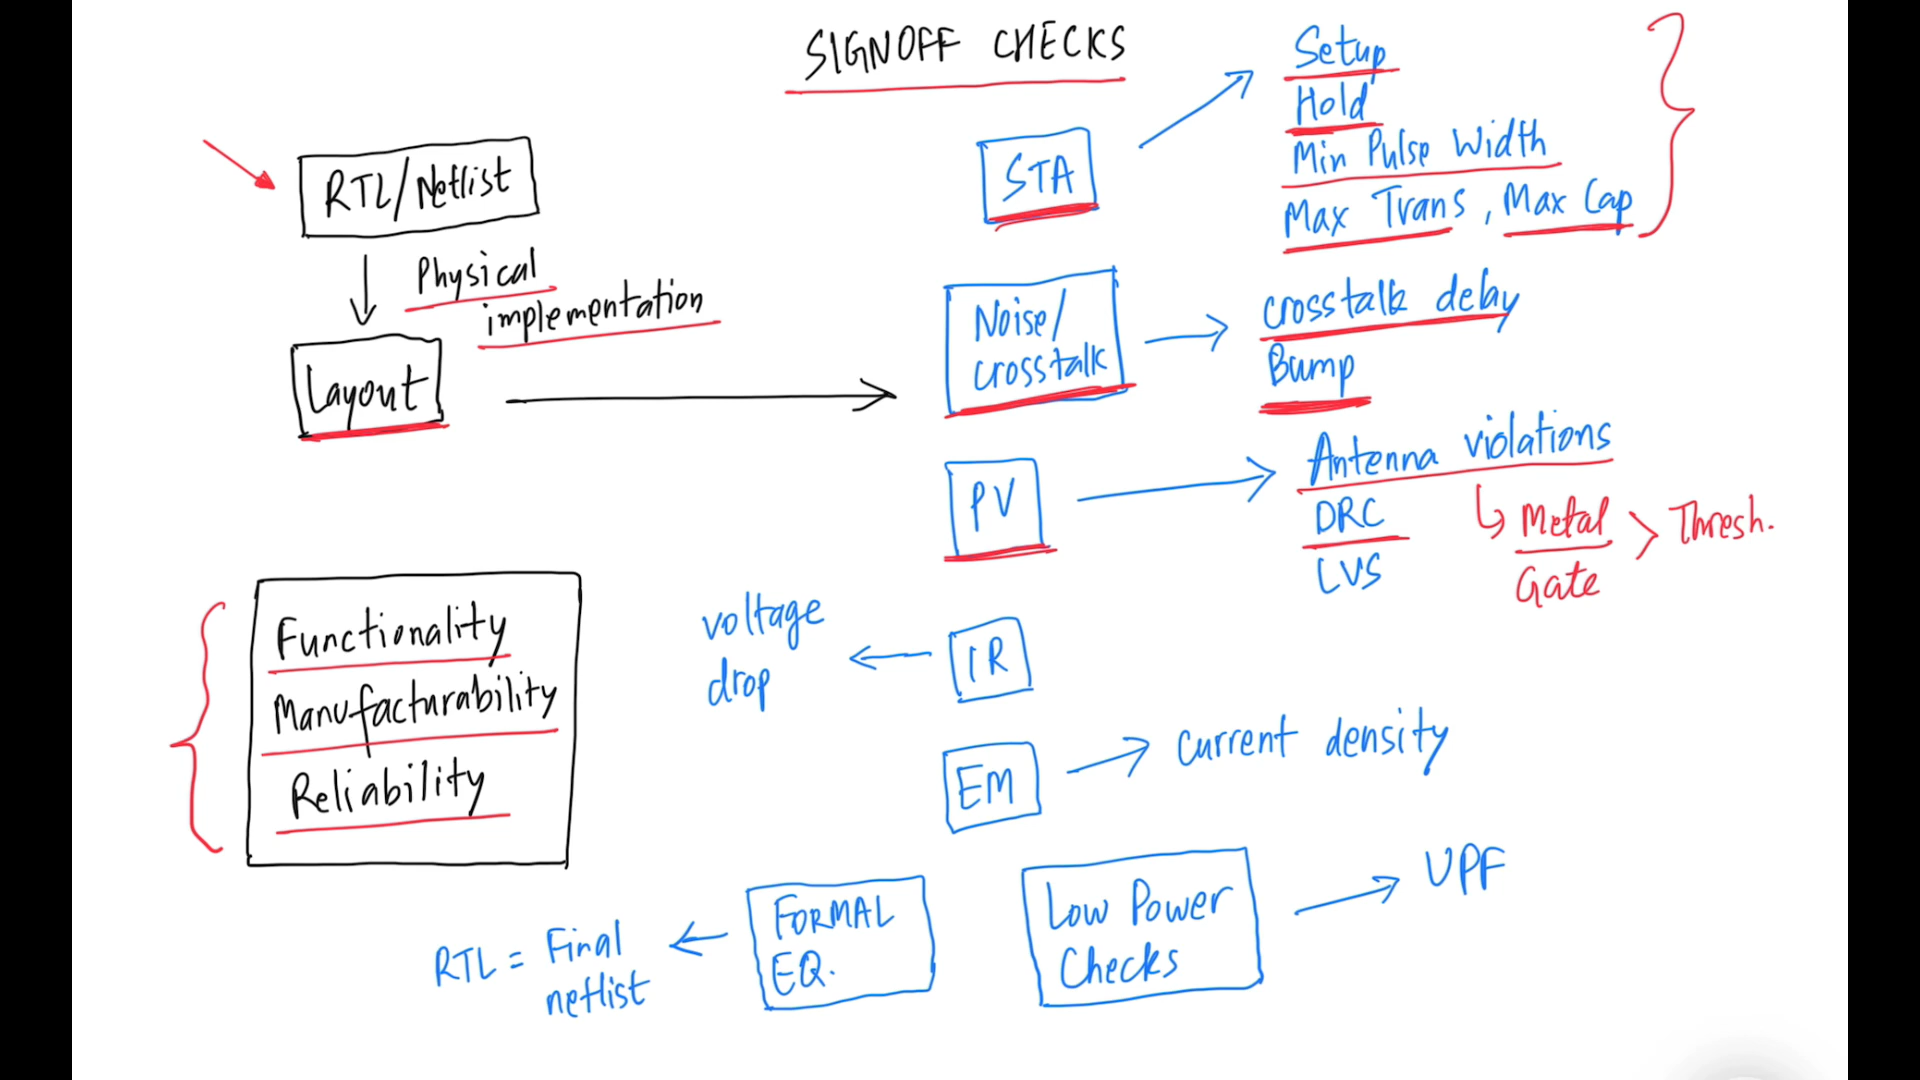 SIGNOFF CHECKS
RTL/Netlist
Physical
implementation
Layout
STA
Setup
Hold
Min Pulse Width
Max Trans, Max Cap
Noise/
crosstalk
crosstalk delay
Bump
PV
Antenna violations
DRC
LVS
Metal
Gate
> Thresh.
Functionality
Manufacturability
Reliability
IR
voltage
drop
EM
Current density
FORMAL
EQ.
RTL = Final
netlist
Low Power
Checks
UPF